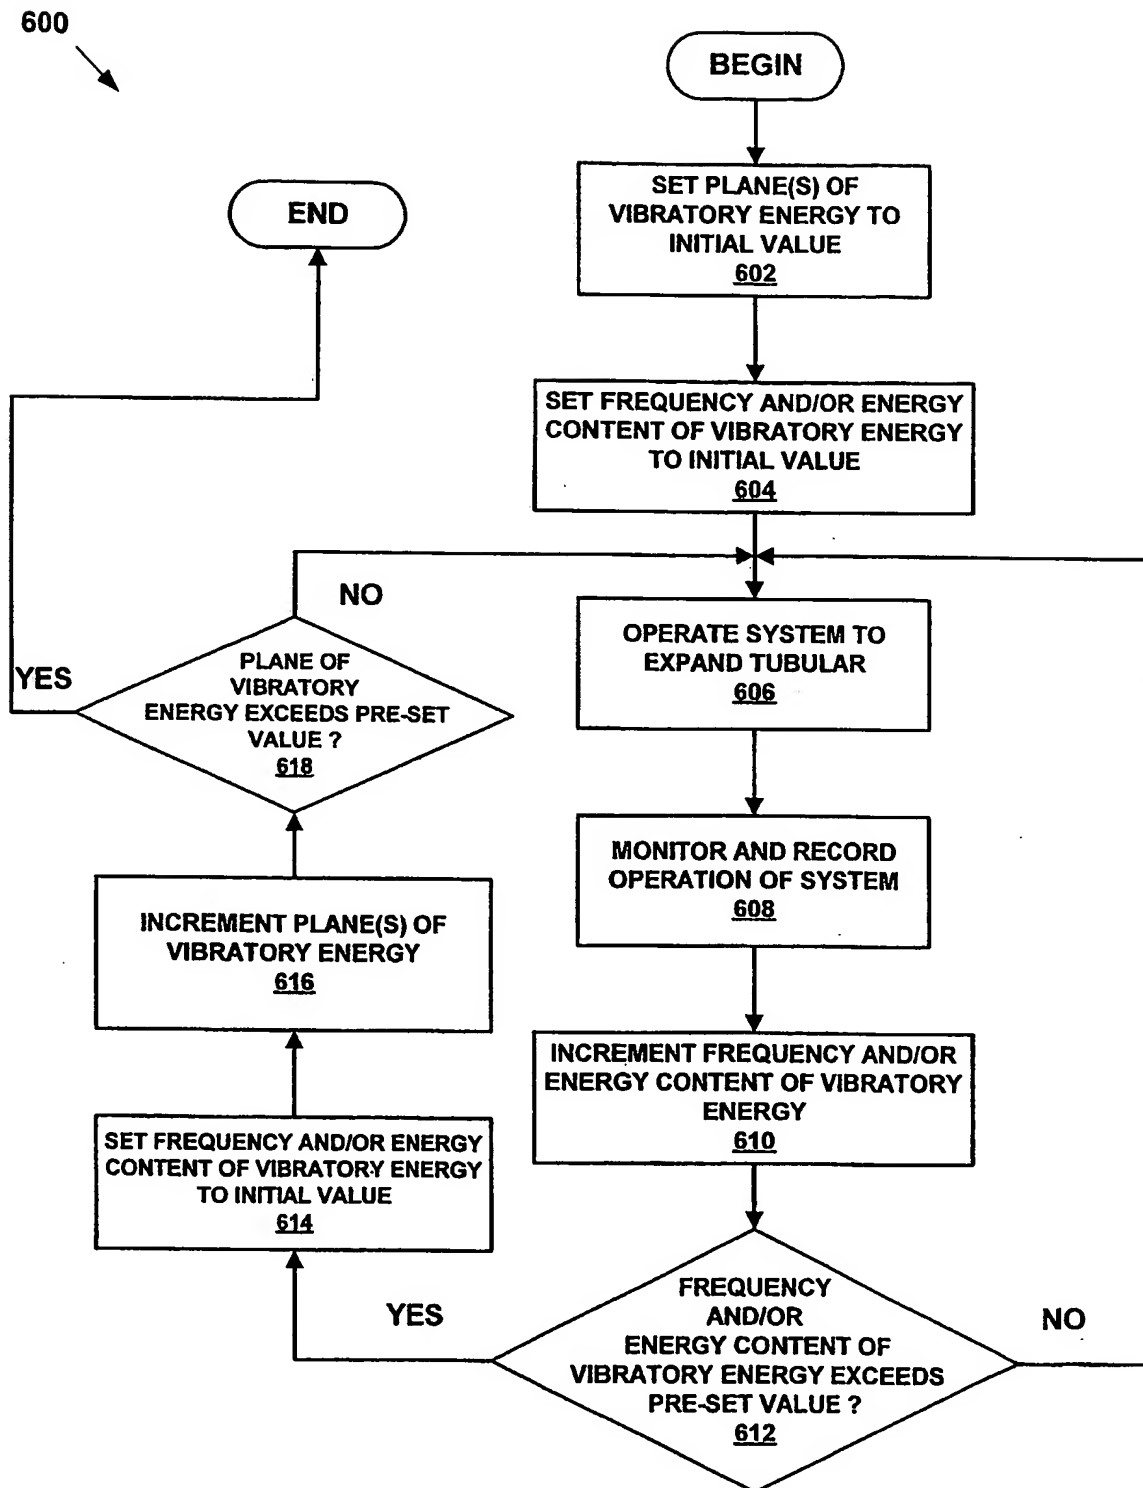 600
BEGIN
END
SET PLANE(S) OF
VIBRATORY ENERGY TO
INITIAL VALUE
602
SET FREQUENCY AND/OR ENERGY
CONTENT OF VIBRATORY ENERGY
TO INITIAL VALUE
604
NO
YES
PLANE OF
VIBRATORY
ENERGY EXCEEDS PRE-SET
VALUE ?
618
OPERATE SYSTEM TO
EXPAND TUBULAR
606
MONITOR AND RECORD
OPERATION OF SYSTEM
608
INCREMENT PLANE(S) OF
VIBRATORY ENERGY
616
INCREMENT FREQUENCY AND/OR
ENERGY CONTENT OF VIBRATORY
ENERGY
610
SET FREQUENCY AND/OR ENERGY
CONTENT OF VIBRATORY ENERGY
TO INITIAL VALUE
614
YES
FREQUENCY
AND/OR
ENERGY CONTENT OF
VIBRATORY ENERGY EXCEEDS
PRE-SET VALUE ?
612
NO